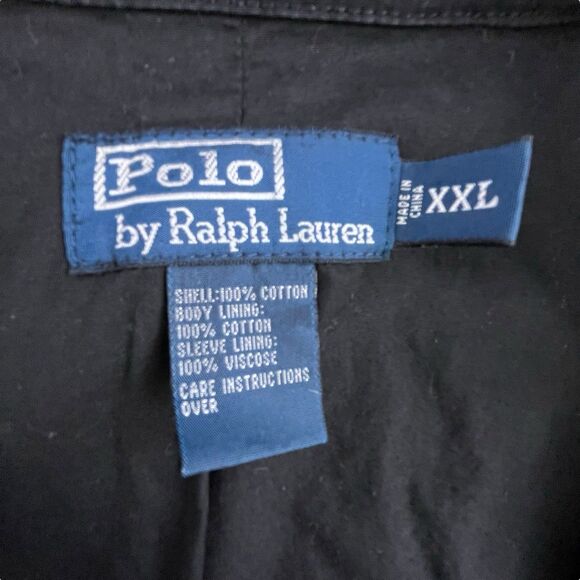 Polo
by Ralph Lauren
MADE IN
CHINA
XXL
SHELL:100% COTTON
BODY LINING:
100% COTTON
SLEEVE LINING:
100% VISCOSE
CARE INSTRUCTIONS
OVER